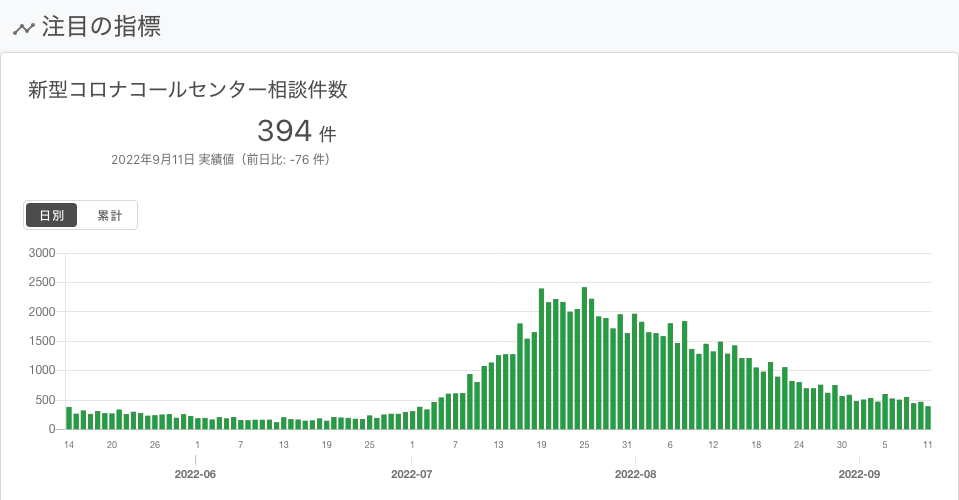 注目の指標
新型コロナコールセンター相談件数
394 件
2022年9月11日 実績値（前日比: -76 件）
日別 累計
3000
2500
2000
1500
1000
500
0
14 20 26 1 7 13 19 25 1 7 13 19 25 31 6 12 18 24 30 5 11
2022-06 2022-07 2022-08 2022-09